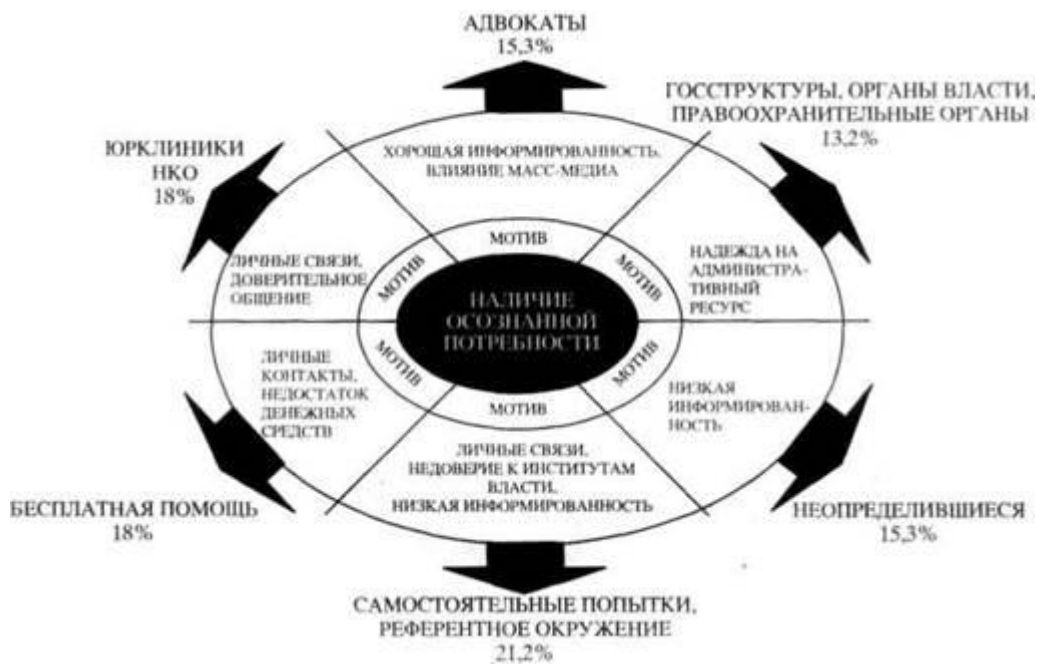 АДВОКАТЫ
15,3%
ГОССТРУКТУРЫ, ОРГАНЫ ВЛАСТИ,
ПРАВООХРАНИТЕЛЬНЫЕ ОРГАНЫ
13,2%
ЮРКЛИНИКИ
НКО
18%
ХОРОШАЯ ИНФОРМИРОВАННОСТЬ,
ВЛИЯНИЕ МАСС-МЕДИА
ЛИЧНЫЕ СВЯЗИ,
ДОВЕРИТЕЛЬНОЕ
ОБЩЕНИЕ
МОТИВ
МОТИВ
МОТИВ
НАДЕЖДА НА
АДМИНИСТРА-
ТИВНЫЙ
РЕСУРС
НАЛИЧИЕ
ОСОЗНАННОЙ
ПОТРЕБНОСТИ
ЛИЧНЫЕ
КОНТАКТЫ,
НЕДОСТАТОК
ДЕНЕЖНЫХ
СРЕДСТВ
МОТИВ
МОТИВ
МОТИВ
НИЗКАЯ
ИНФОРМИРОВАН-
НОСТЬ
ЛИЧНЫЕ СВЯЗИ,
НЕДОВЕРИЕ К ИНСТИТУТАМ
ВЛАСТИ,
НИЗКАЯ ИНФОРМИРОВАННОСТЬ
БЕСПЛАТНАЯ ПОМОЩЬ
18%
НЕОПРЕДЕЛИВШИЕСЯ
15,3%
САМОСТОЯТЕЛЬНЫЕ ПОПЫТКИ,
РЕФЕРЕНТНОЕ ОКРУЖЕНИЕ
21,2%